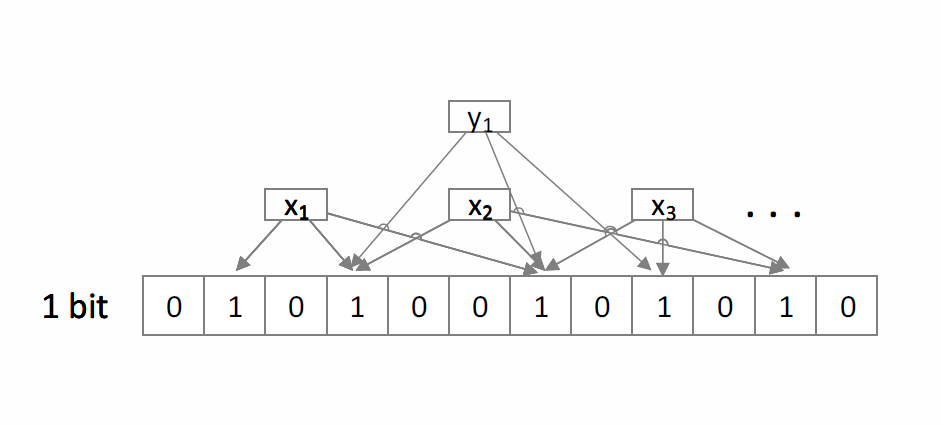 y₁
x₁ x₂ x₃ . . .
1 bit 0 1 0 1 0 0 1 0 1 0 1 0